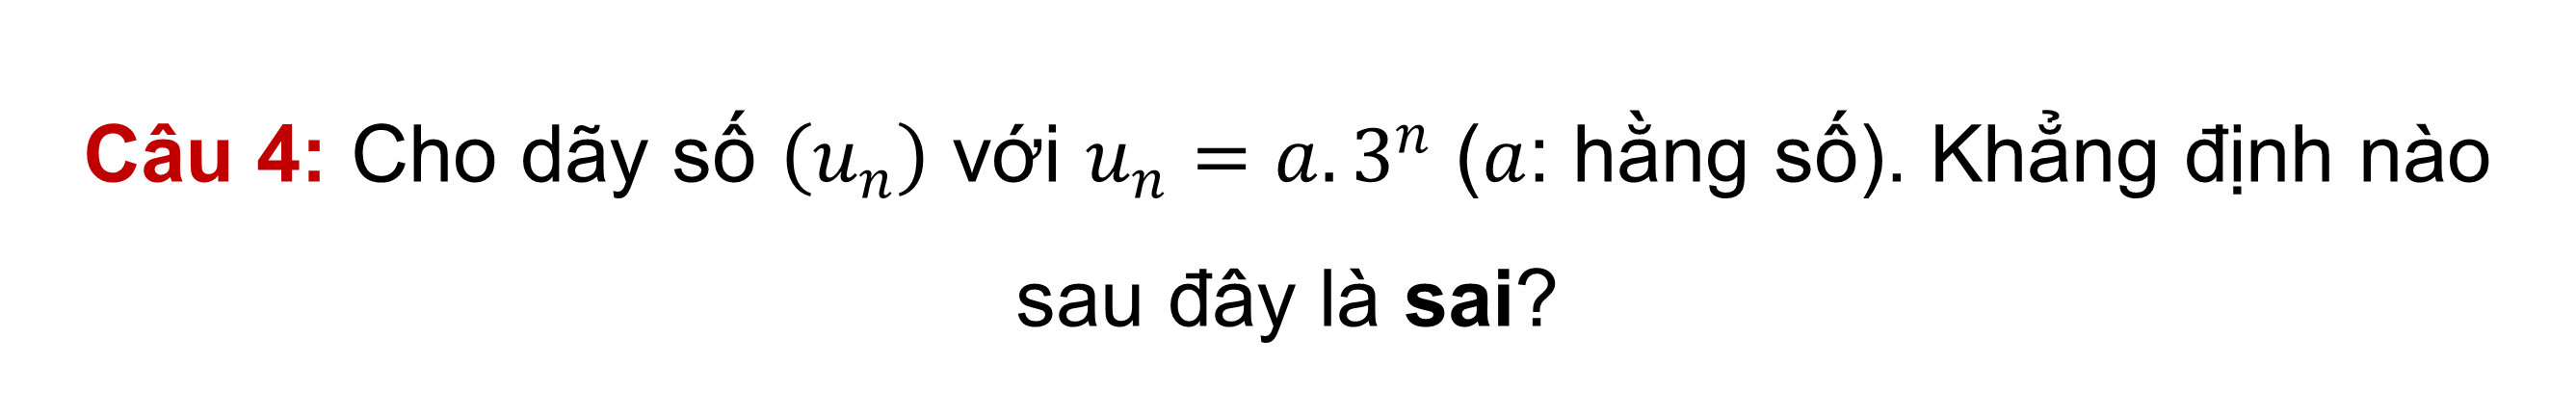 Câu 4: Cho dãy số (uₙ) với uₙ = a. 3ⁿ (a: hằng số). Khẳng định nào
sau đây là sai?